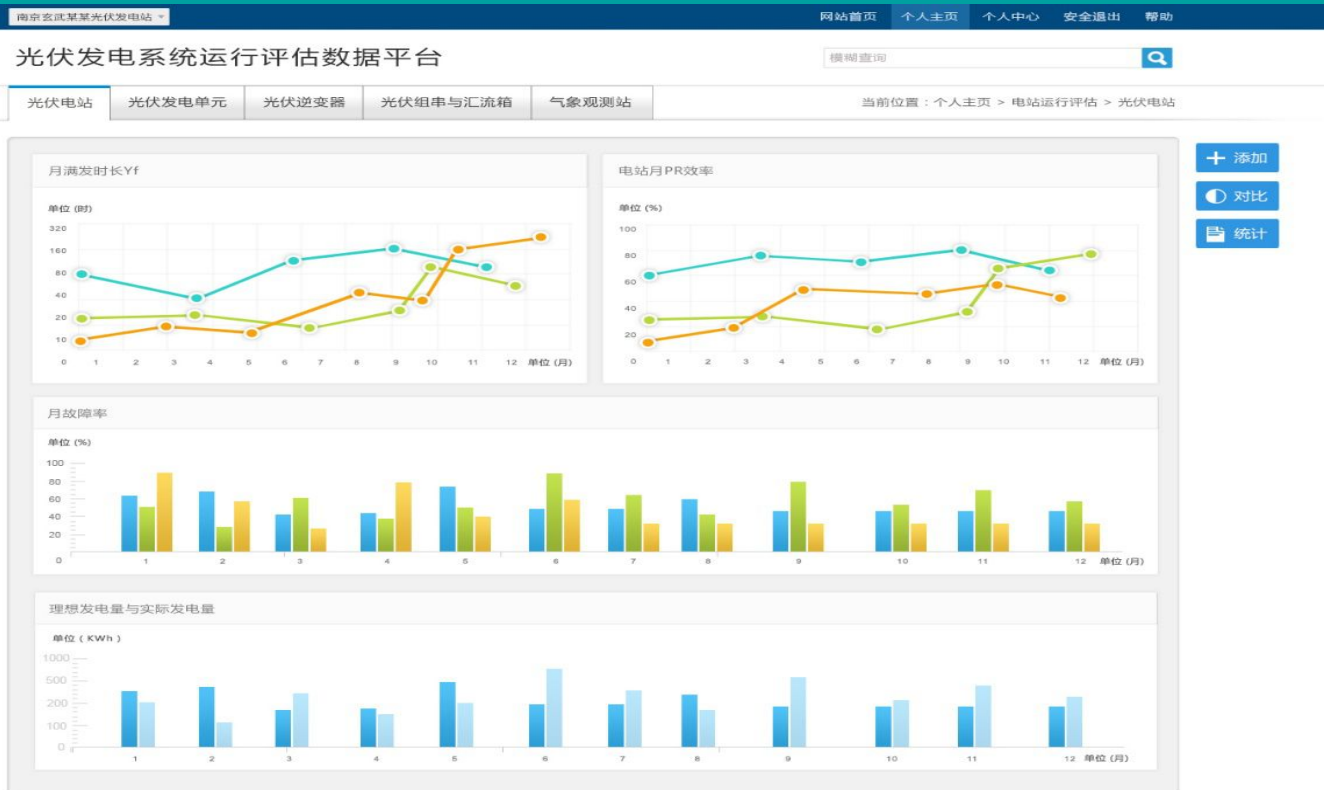 南京玄武某某光伏发电站 网站首页 个人主页 个人中心 安全退出 帮助
光伏发电系统运行评估数据平台 模糊查询
光伏电站 光伏发电单元 光伏逆变器 光伏组串与汇流箱 气象观测站 当前位置：个人主页 > 电站运行评估 > 光伏电站
添加
对比
统计
月满发时长Yf
单位 (时)
320
160
80
40
20
10
0 1 2 3 4 5 6 7 8 9 10 11 12 单位 (月)
电站月PR效率
单位 (%)
100
80
60
40
20
0 1 2 3 4 5 6 7 8 9 10 11 12 单位 (月)
月故障率
单位 (%)
100
80
60
40
20
0 1 2 3 4 5 6 7 8 9 10 11 12 单位 (月)
理想发电量与实际发电量
单位 ( KWh )
1000
500
200
100
0
1 2 3 4 5 6 7 8 9 10 11 12 单位 (月)